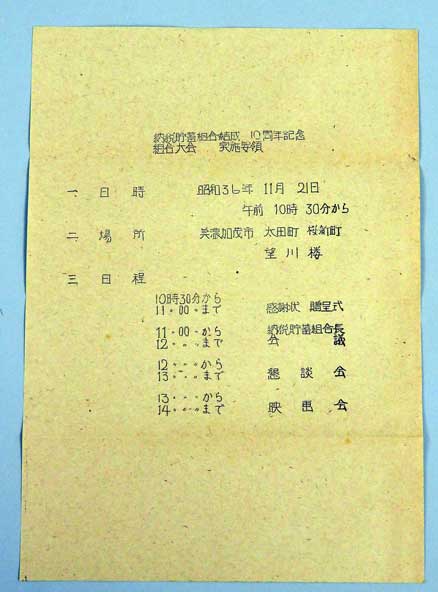 納税貯蓄組合結成 10周年記念
組合大会 実施要領
一 日時 昭和36年 11月 21日
午前 10時 30分から
二 場所 美濃加茂市 太田町 桜新町
望川楼
三 日程
10時30分から
11・00・まで 感謝状 贈呈式
11・00・から 納税貯蓄組合長
12・〃・まで 会議
12・〃・から
13・〃・まで 懇談会
13・〃・から
14・〃・まで 映画会